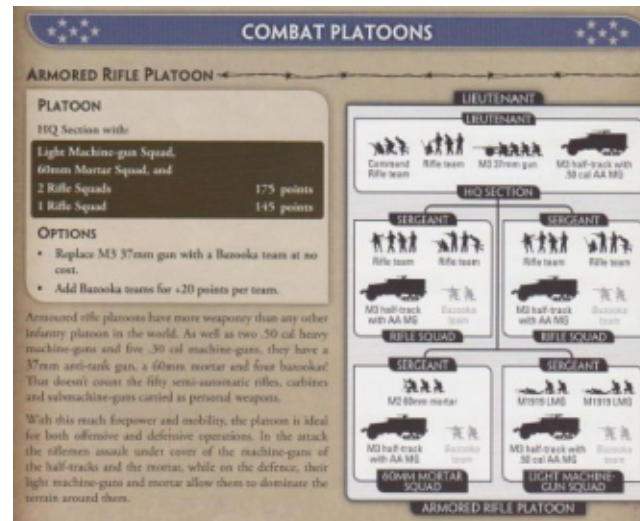 COMBAT PLATOONS
ARMORED RIFLE PLATOON
PLATOON
HQ Section with:
Light Machine-gun Squad,
60mm Mortar Squad, and
2 Rifle Squads 175 points
1 Rifle Squad 145 points
OPTIONS
• Replace M3 37mm gun with a Bazooka team at no
cost.
• Add Bazooka teams for +20 points per team.
Armoured rifle platoons have more weaponry than any other
infantry platoon in the world. As well as two .50 cal heavy
machine-guns and five .30 cal machine-guns, they have a
37mm anti-tank gun, a 60mm mortar and four bazookas!
That doesn't count the fifty semi-automatic rifles, carbines
and submachine-guns carried as personal weapons.
With this much firepower and mobility, the platoon is ideal
for both offensive and defensive operations. In the attack
the riflemen assault under cover of the machine-guns of
the half-tracks and the mortar, while on the defence, their
light machine-guns and mortar allow them to dominate the
terrain around them.
LIEUTENANT
LIEUTENANT
Command
Rifle team
Rifle team
M3 37mm gun
M3 half-track with
.50 cal AA MG
HQ SECTION
SERGEANT
Rifle team
Rifle team
M3 half-track
with AA MG
Bazooka
team
RIFLE SQUAD
SERGEANT
Rifle team
Rifle team
M3 half-track
with AA MG
Bazooka
team
RIFLE SQUAD
SERGEANT
M2 60mm mortar
M3 half-track
with AA MG
Bazooka
team
60MM MORTAR
SQUAD
SERGEANT
M1919 LMG
M1919 LMG
M3 half-track with
.50 cal AA MG
Bazooka
team
LIGHT MACHINE-
GUN SQUAD
ARMORED RIFLE PLATOON